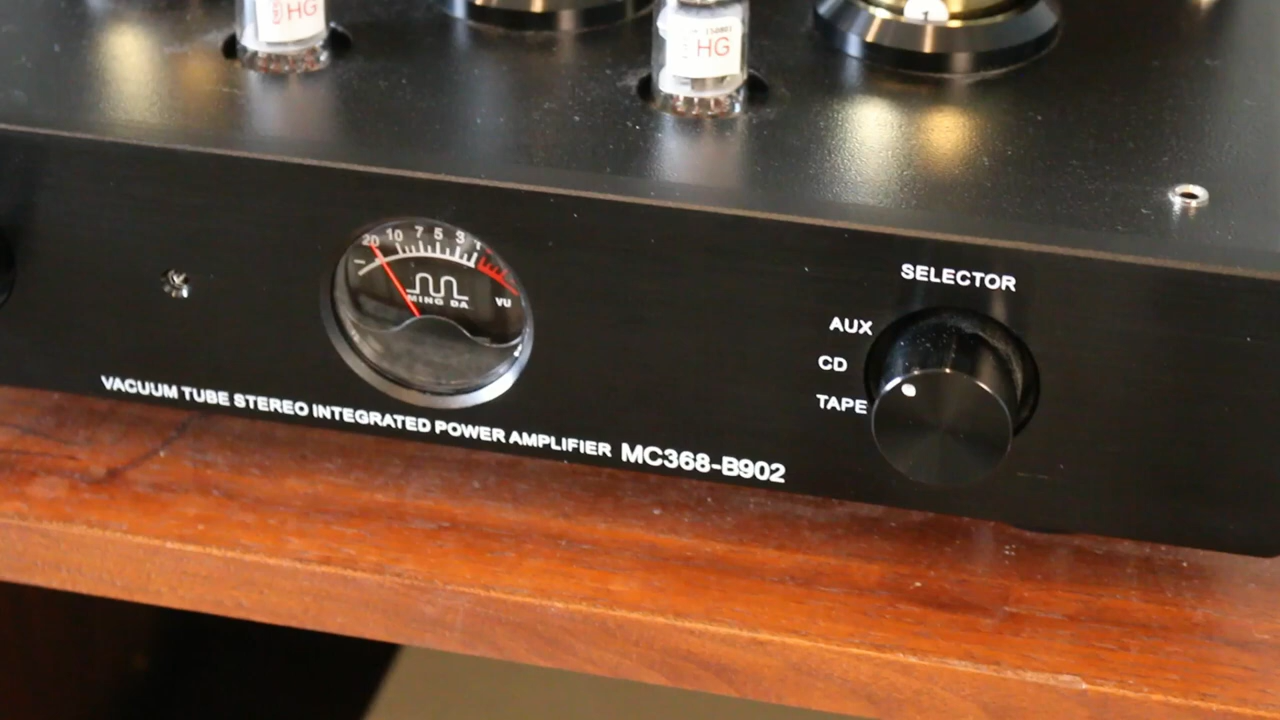 HG
HG
20 10 7 5 3 1
MING DA
VU
SELECTOR
AUX
CD
TAPE
VACUUM TUBE STEREO INTEGRATED POWER AMPLIFIER MC368-B902